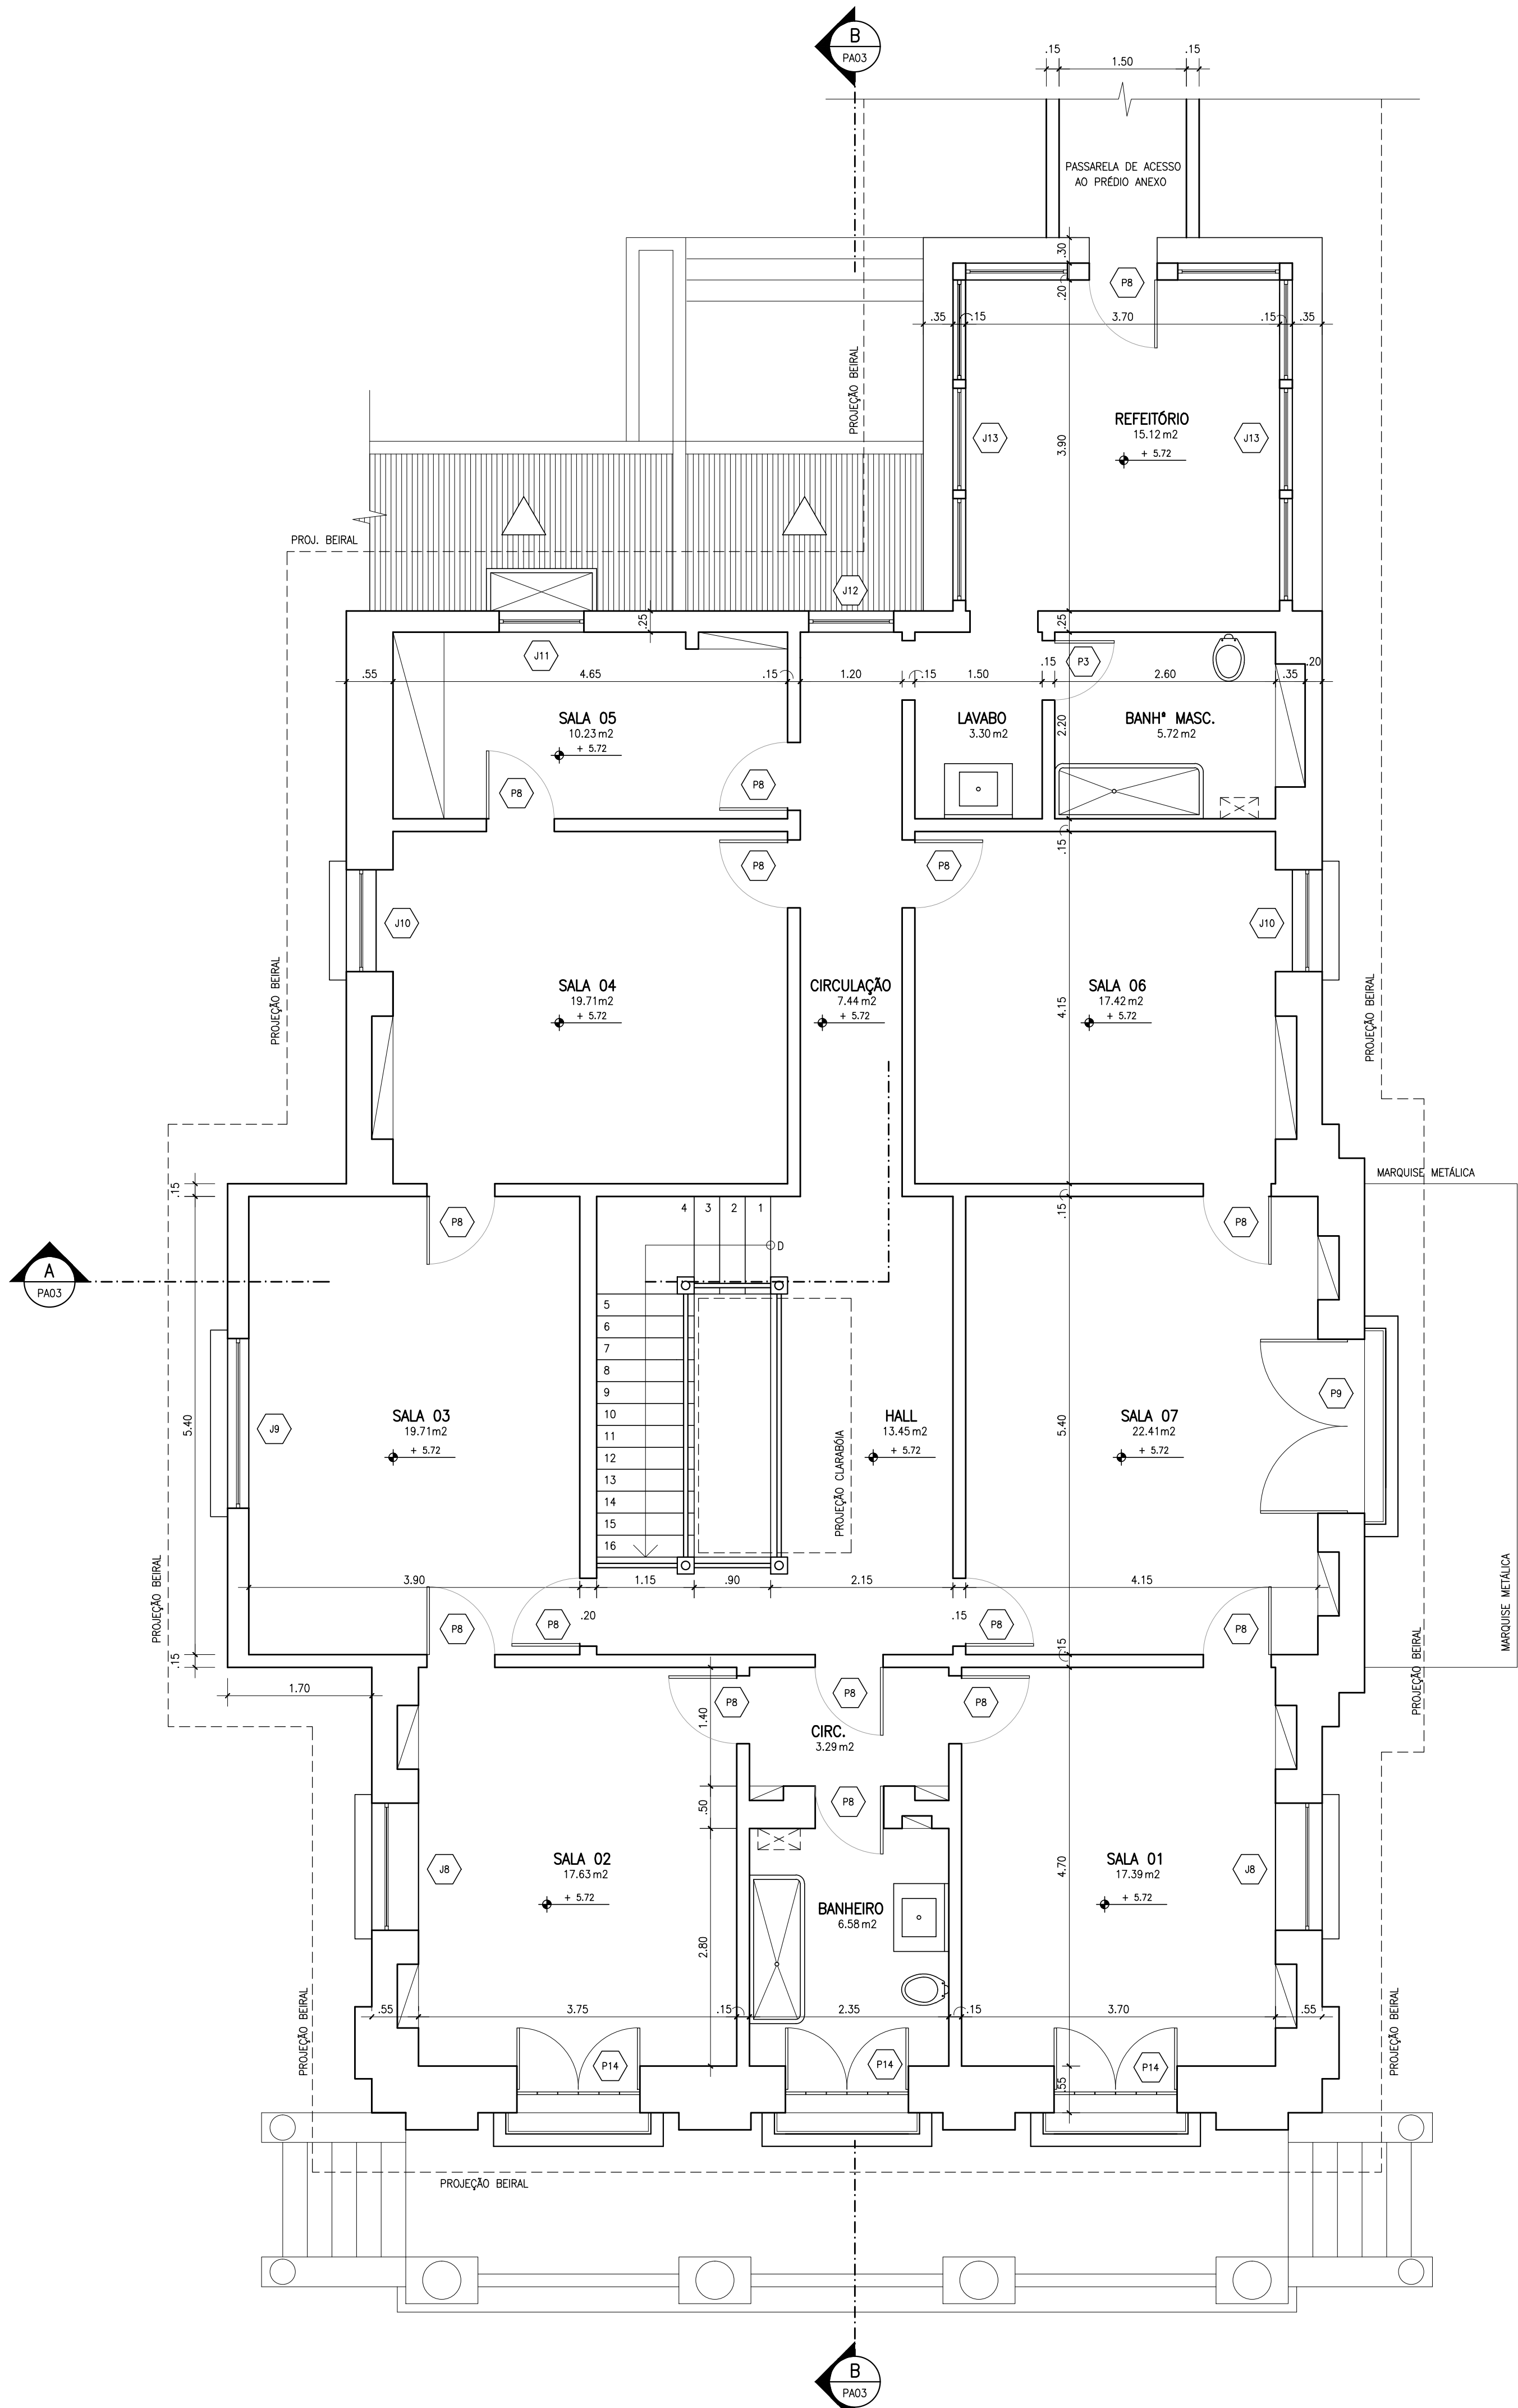 B
PA03
.15
1.50
.15
PASSARELA DE ACESSO
AO PRÉDIO ANEXO
.30
P8
.20
.35
.15
3.70
.15
.35
PROJEÇÃO BEIRAL
REFEITÓRIO
15.12 m2
+ 5.72
J13
J13
3.90
PROJ. BEIRAL
J12
.25
.25
J11
P3
.55
4.65
.15
1.20
.15
1.50
.15
2.60
.35
.20
SALA 05
10.23 m2
+ 5.72
LAVABO
3.30 m2
2.20
BANHº MASC.
5.72 m2
P8
P8
P8
P8
.15
J10
J10
PROJEÇÃO BEIRAL
SALA 04
19.71 m2
+ 5.72
CIRCULAÇÃO
7.44 m2
+ 5.72
4.15
SALA 06
17.42 m2
+ 5.72
PROJEÇÃO BEIRAL
MARQUISE METÁLICA
.15
.15
P8
4
3
2
1
P8
D
A
PA03
5
6
7
8
9
10
11
12
13
14
15
16
5.40
J9
SALA 03
19.71 m2
+ 5.72
PROJEÇÃO CLARABÓIA
HALL
13.45 m2
+ 5.72
5.40
SALA 07
22.41 m2
+ 5.72
P9
PROJEÇÃO BEIRAL
3.90
1.15
.90
2.15
4.15
MARQUISE METÁLICA
P8
P8
.20
.15
P8
P8
.15
.15
PROJEÇÃO BEIRAL
1.70
P8
P8
P8
1.40
CIRC.
3.29 m2
.50
P8
SALA 02
17.63 m2
+ 5.72
J8
BANHEIRO
6.58 m2
4.70
SALA 01
17.39 m2
+ 5.72
J8
2.80
PROJEÇÃO BEIRAL
PROJEÇÃO BEIRAL
.55
3.75
.15
2.35
.15
3.70
.55
P14
P14
P14
.55
PROJEÇÃO BEIRAL
B
PA03